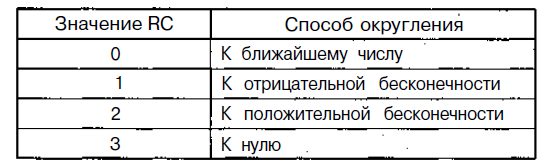 Значение RC Способ округления
0 К ближайшему числу
1 К отрицательной бесконечности
2 К положительной бесконечности
3 К нулю